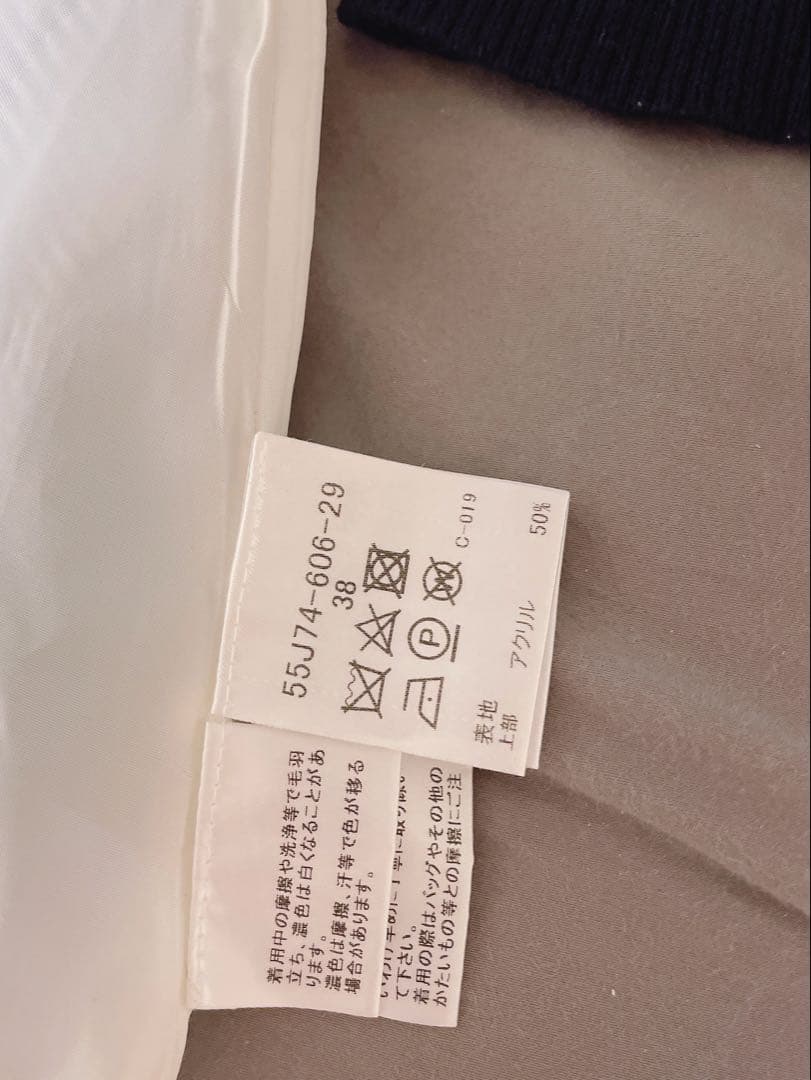 55J74-606-29
38
P
W
C-019
表地
上部 アクリル 50%
着用中の摩擦や洗浄等で毛羽
立ち、濃色は白くなることがあ
ります。
濃色は摩擦、汗等で色が移る
場合があります。
て下さい。
着用の際はバッグやその他の
かたいもの等との摩擦にご注